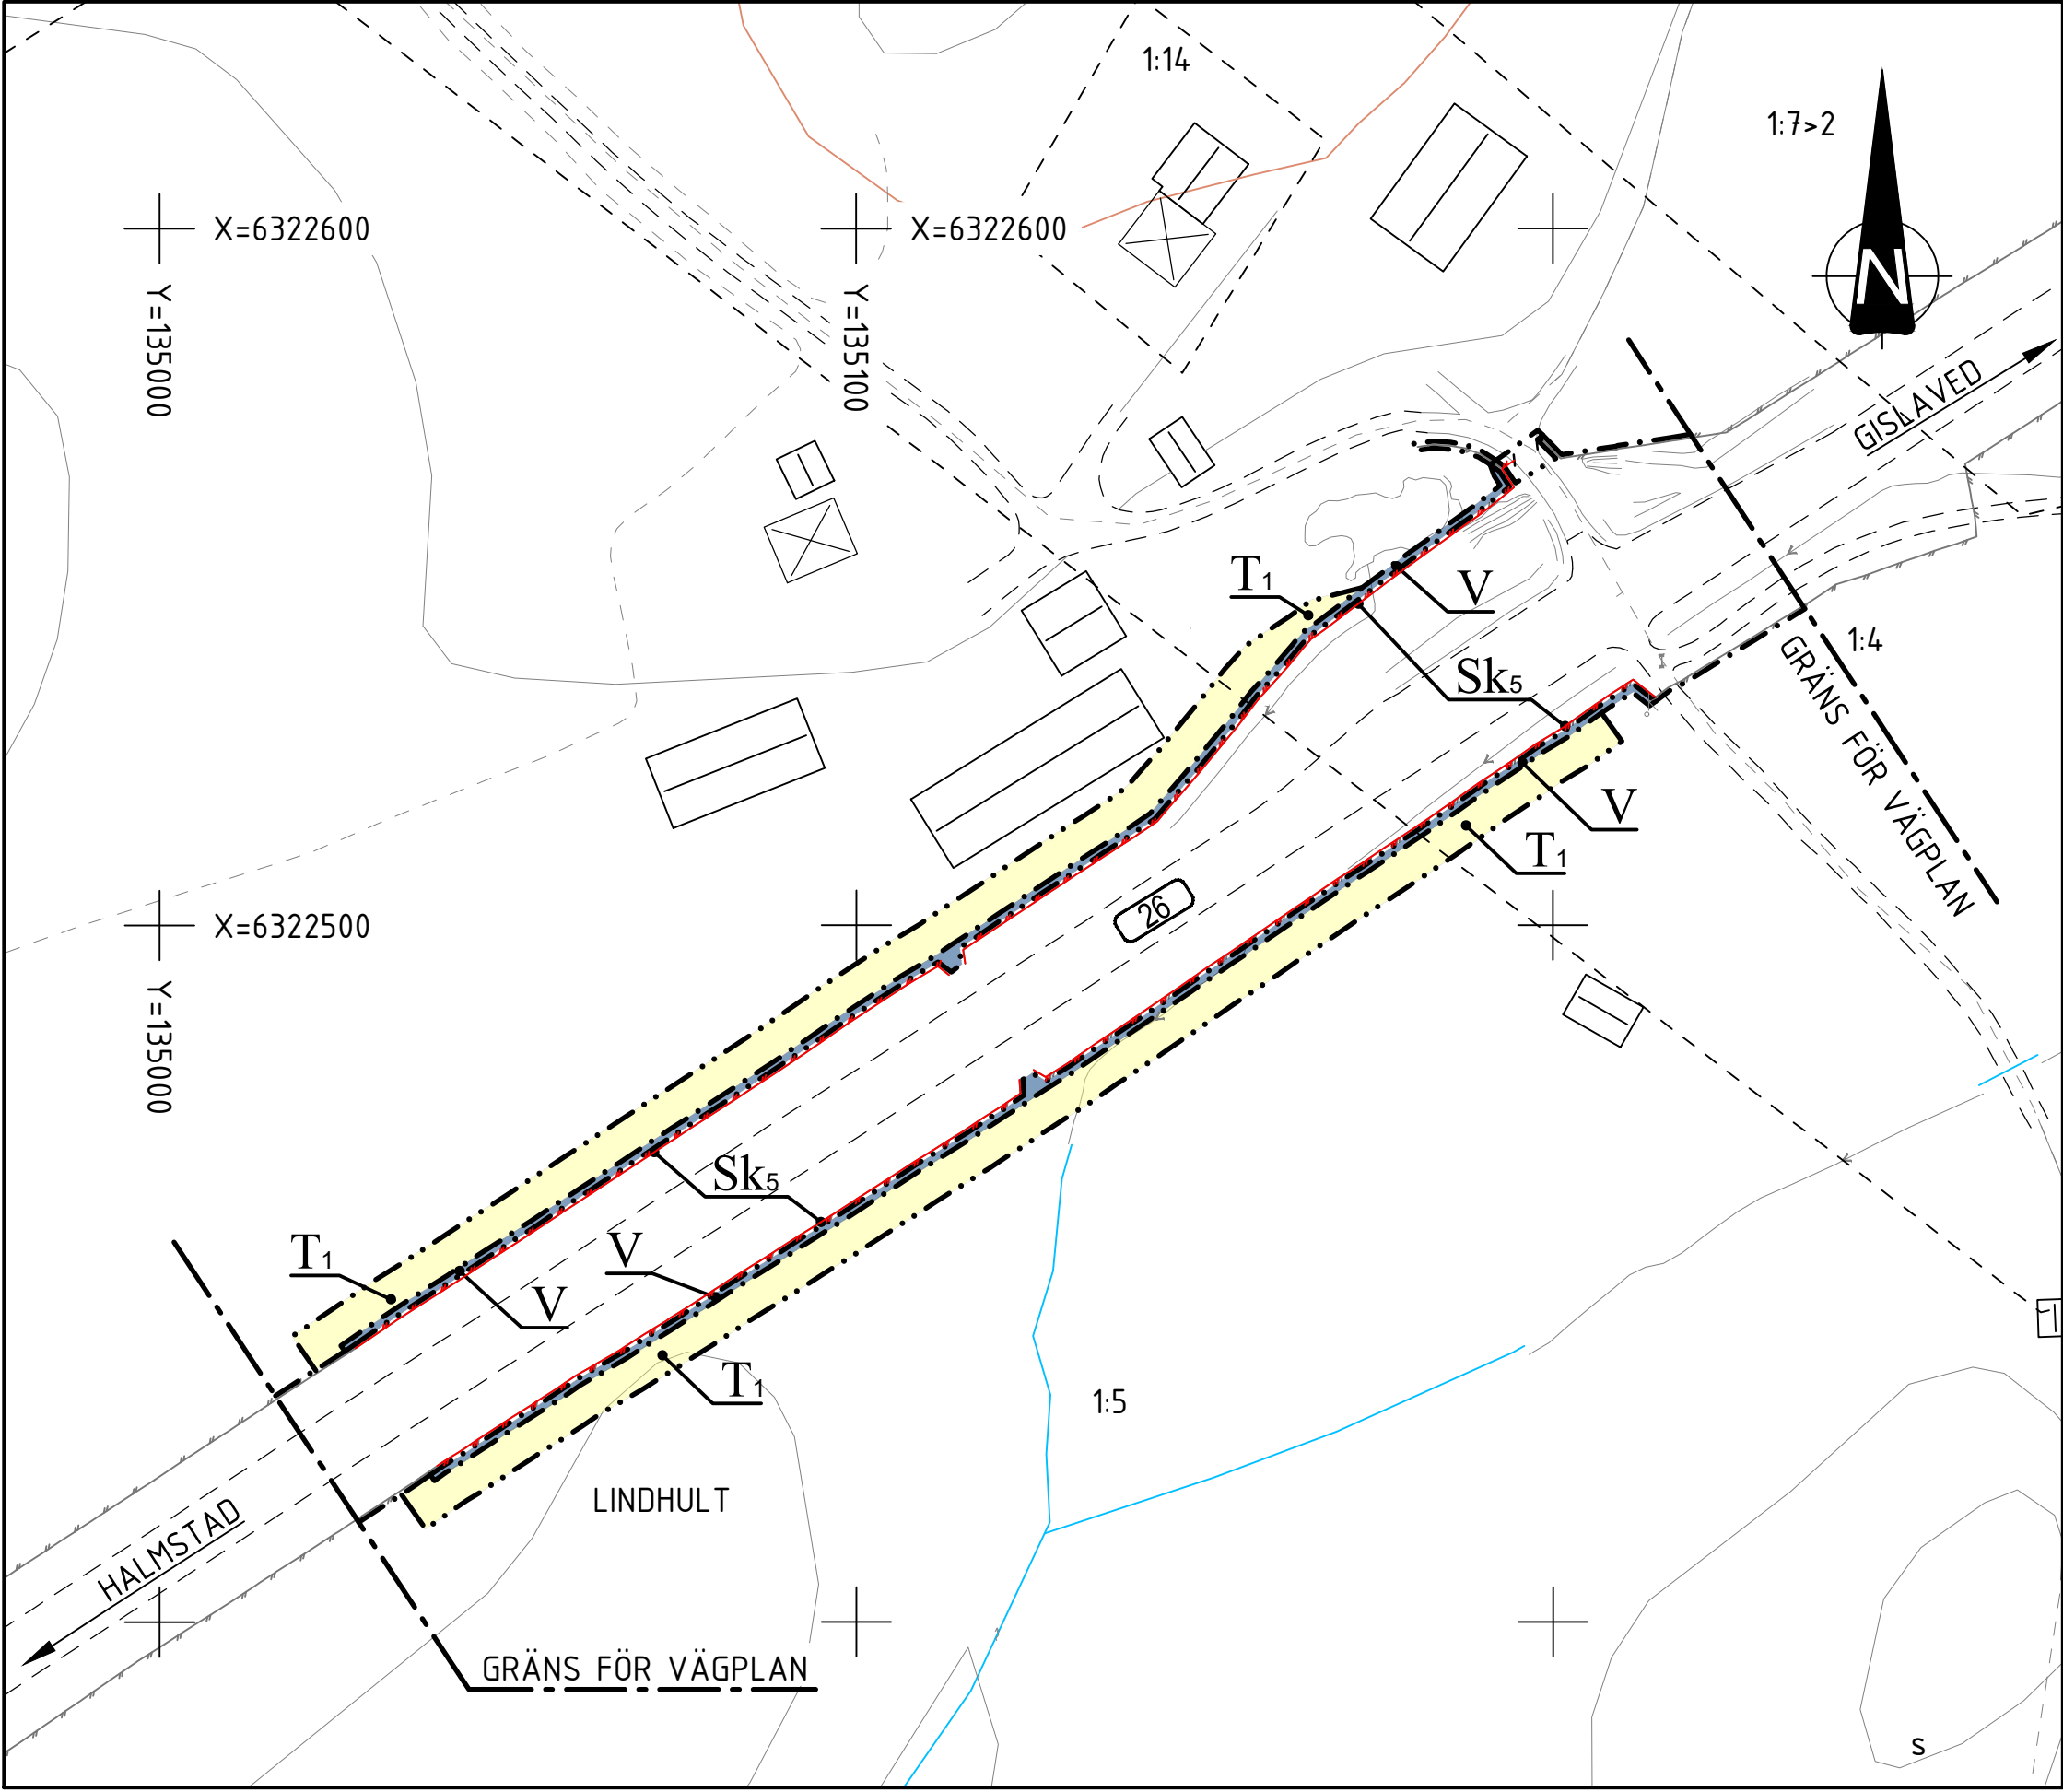 1:14
1:7>2
X=6322600
X=6322600
N
Y=135000
Y=135100
GISLAVED
T1
V
Sk5
1:4
GRÄNS FÖR VÄGPLAN
V
T1
26
X=6322500
Y=135000
Sk5
T1
V
V
T1
1:5
LINDHULT
HALMSTAD
GRÄNS FÖR VÄGPLAN
S